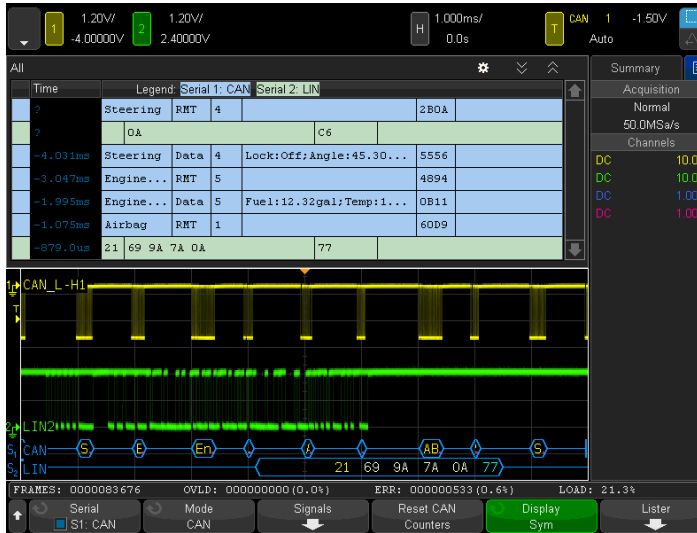 1 1.20V/ -4.00000V 2 1.20V/ 2.40000V H 1.000ms/ 0.0s T CAN 1 -1.50V Auto
All
Summary
Time Legend: Serial 1: CAN Serial 2: LIN
? Steering RMT 4 2B0A
? 0A C6
-4.031ms Steering Data 4 Lock:Off;Angle:45.30... 5556
-3.047ms Engine... RMT 5 4894
-1.995ms Engine... Data 5 Fuel:12.32gal;Temp:1... 0B11
-1.075ms Airbag RMT 1 60D9
-879.0us 21 69 9A 7A 0A 77
Acquisition
Normal
50.0MSa/s
Channels
DC 10.0
DC 10.0
DC 1.00
DC 1.00
1 CAN_L -H1
T
2 LIN2
S1 CAN S E En A AB S
S2 LIN 21 69 9A 7A 0A 77
FRAMES: 0000083676 OVLD: 000000000(0.0%) ERR: 000000533(0.6%) LOAD: 21.3%
Serial
S1: CAN
Mode
CAN
Signals
Reset CAN
Counters
Display
Sym
Lister